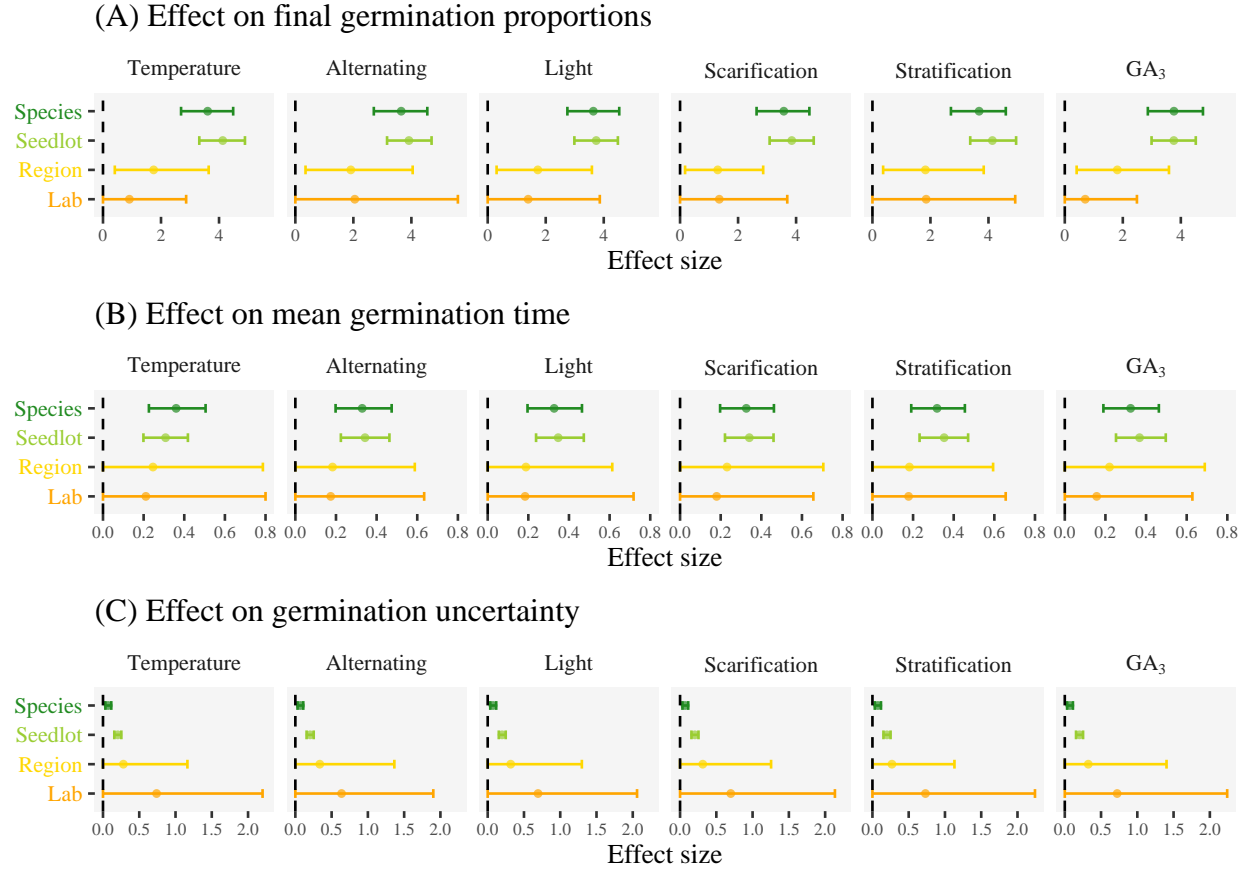 (A) Effect on final germination proportions
Temperature Alternating Light Scarification Stratification GA₃
Species
Seedlot
Region
Lab
0 2 4 0 2 4 0 2 4 0 2 4 0 2 4 0 2 4
Effect size
(B) Effect on mean germination time
Temperature Alternating Light Scarification Stratification GA₃
Species
Seedlot
Region
Lab
0.0 0.2 0.4 0.6 0.8 0.0 0.2 0.4 0.6 0.8 0.0 0.2 0.4 0.6 0.8 0.0 0.2 0.4 0.6 0.8 0.0 0.2 0.4 0.6 0.8 0.0 0.2 0.4 0.6 0.8
Effect size
(C) Effect on germination uncertainty
Temperature Alternating Light Scarification Stratification GA₃
Species
Seedlot
Region
Lab
0.0 0.5 1.0 1.5 2.0 0.0 0.5 1.0 1.5 2.0 0.0 0.5 1.0 1.5 2.0 0.0 0.5 1.0 1.5 2.0 0.0 0.5 1.0 1.5 2.0 0.0 0.5 1.0 1.5 2.0
Effect size